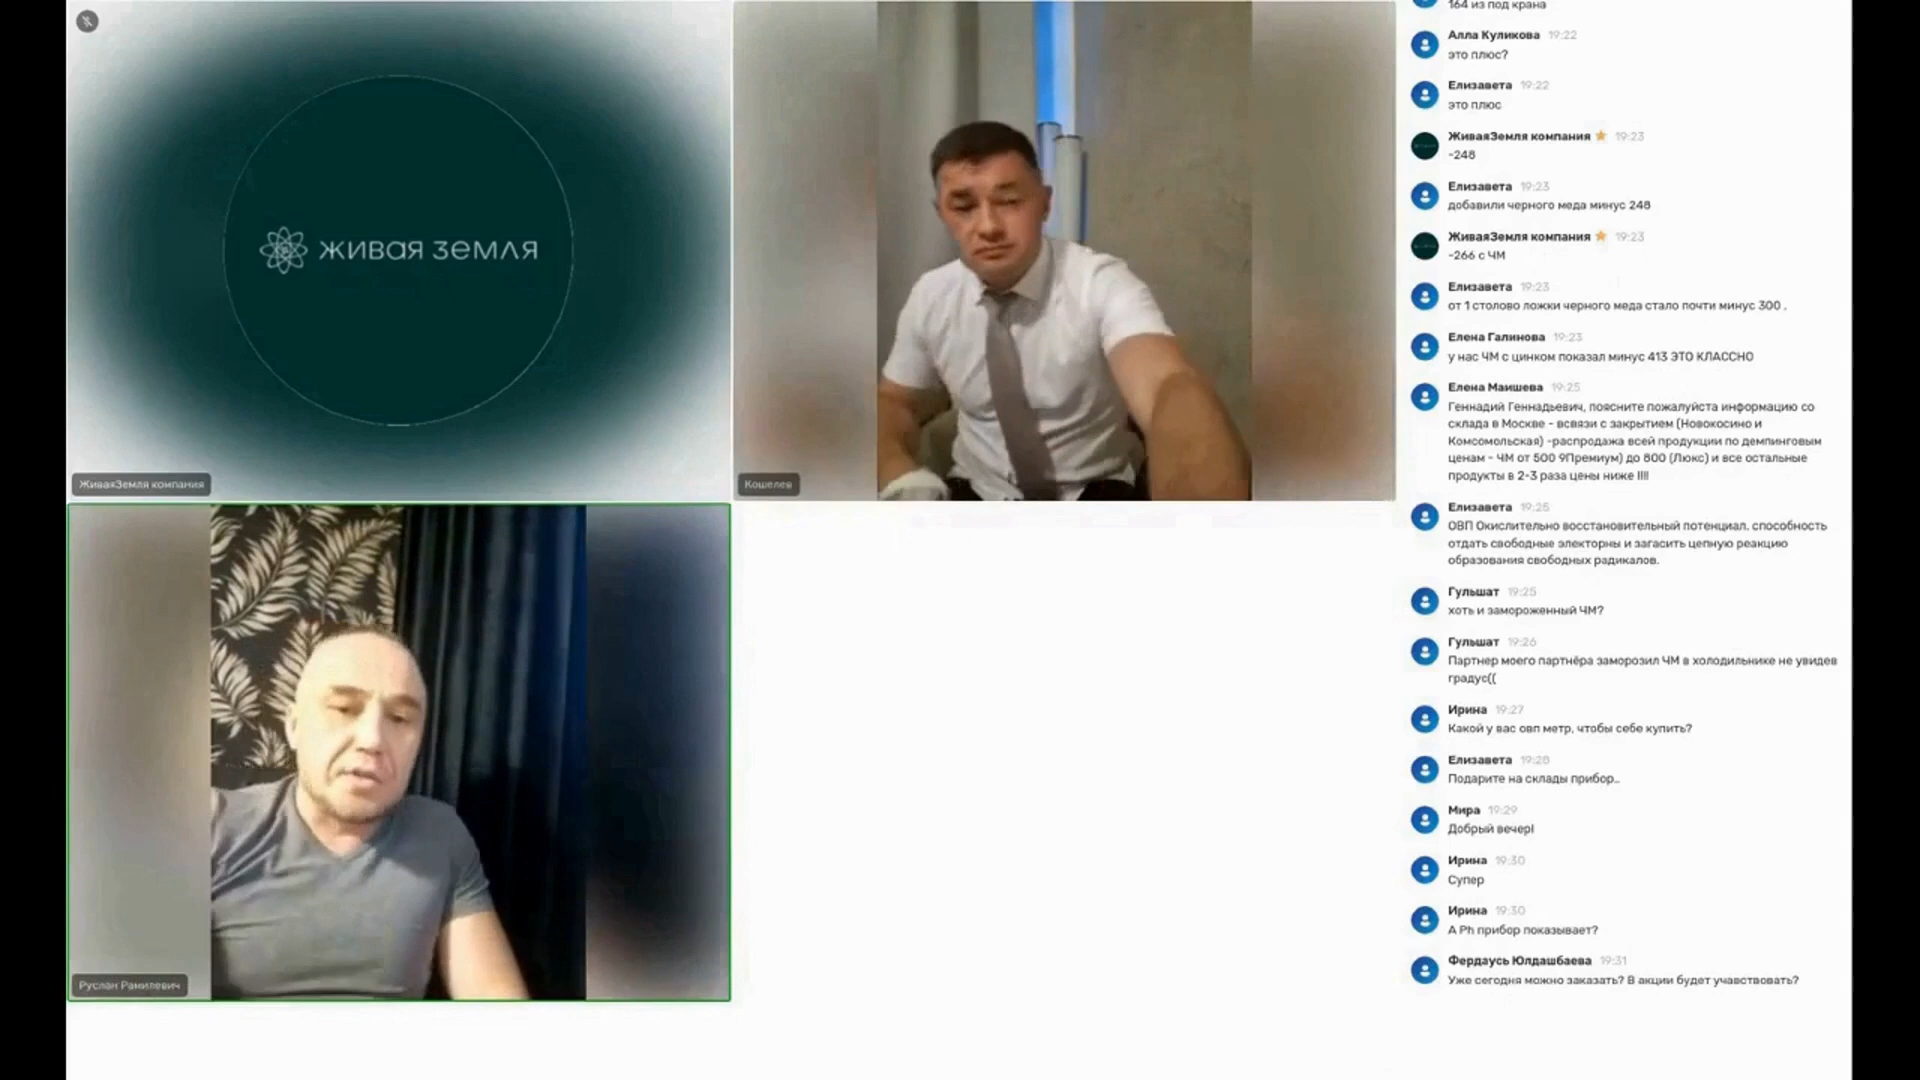 живая земля
ЖиваяЗемля компания
Кошелев
Руслан Рамилевич
164 из под крана
Алла Куликова 19:22
это плюс?
Елизавета 19:22
это плюс
ЖиваяЗемля компания 19:23
-248
Елизавета 19:23
добавили черного меда минус 248
ЖиваяЗемля компания 19:23
-266 с ЧМ
Елизавета 19:23
от 1 столово ложки черного меда стало почти минус 300 .
Елена Галинова 19:23
у нас ЧМ с цинком показал минус 413 ЭТО КЛАССНО
Елена Маишева 19:25
Геннадий Геннадьевич, поясните пожалуйста информацию со
склада в Москве - всвязи с закрытием (Новокосино и
Комсомольская) -распродажа всей продукции по демпинговым
ценам - ЧМ от 500 9Премиум) до 800 (Люкс) и все остальные
продукты в 2-3 раза цены ниже !!!!
Елизавета 19:25
ОВП Окислительно восстановительный потенциал. способность
отдать свободные электорны и загасить цепную реакцию
образования свободных радикалов.
Гульшат 19:25
хоть и замороженный ЧМ?
Гульшат 19:26
Партнер моего партнёра заморозил ЧМ в холодильнике не увидев
градус((
Ирина 19:27
Какой у вас овп метр, чтобы себе купить?
Елизавета 19:28
Подарите на склады прибор..
Мира 19:29
Добрый вечер!
Ирина 19:30
Супер
Ирина 19:30
А Ph прибор показывает?
Фердаусь Юлдашбаева 19:31
Уже сегодня можно заказать? В акции будет учавствовать?